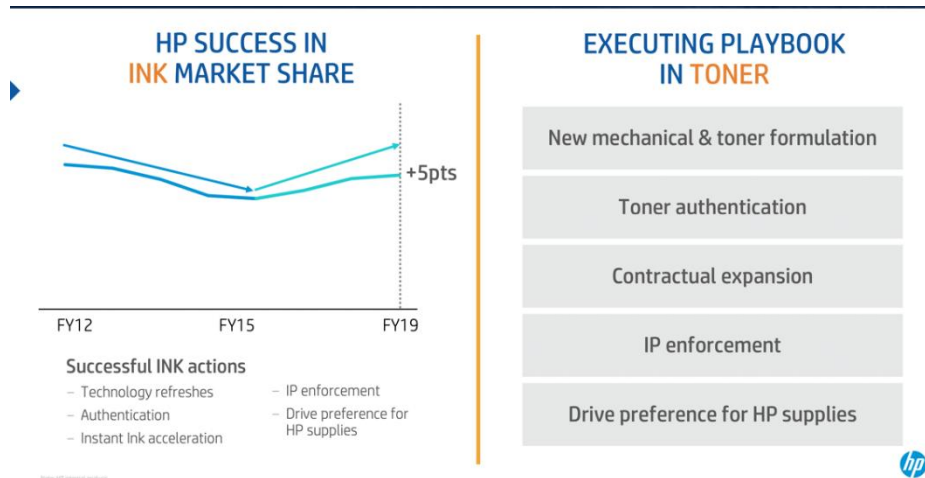 HP SUCCESS IN
INK MARKET SHARE
+5pts
FY12 FY15 FY19
Successful INK actions
– Technology refreshes
– Authentication
– Instant Ink acceleration
– IP enforcement
– Drive preference for
HP supplies
EXECUTING PLAYBOOK
IN TONER
New mechanical & toner formulation
Toner authentication
Contractual expansion
IP enforcement
Drive preference for HP supplies
hp